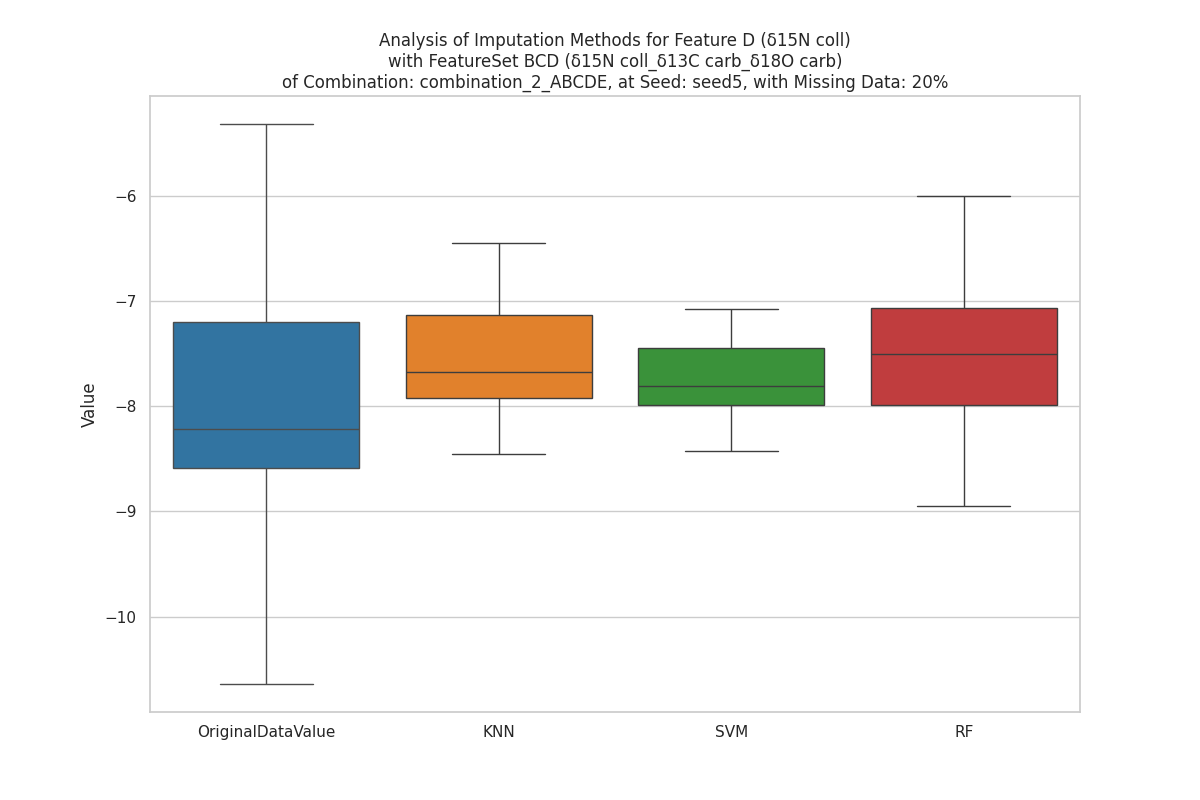 Analysis of Imputation Methods for Feature D (δ15N coll)
with FeatureSet BCD (δ15N coll_δ13C carb_δ18O carb)
of Combination: combination_2_ABCDE, at Seed: seed5, with Missing Data: 20%
Value
−6
−7
−8
−9
−10
OriginalDataValue
KNN
SVM
RF